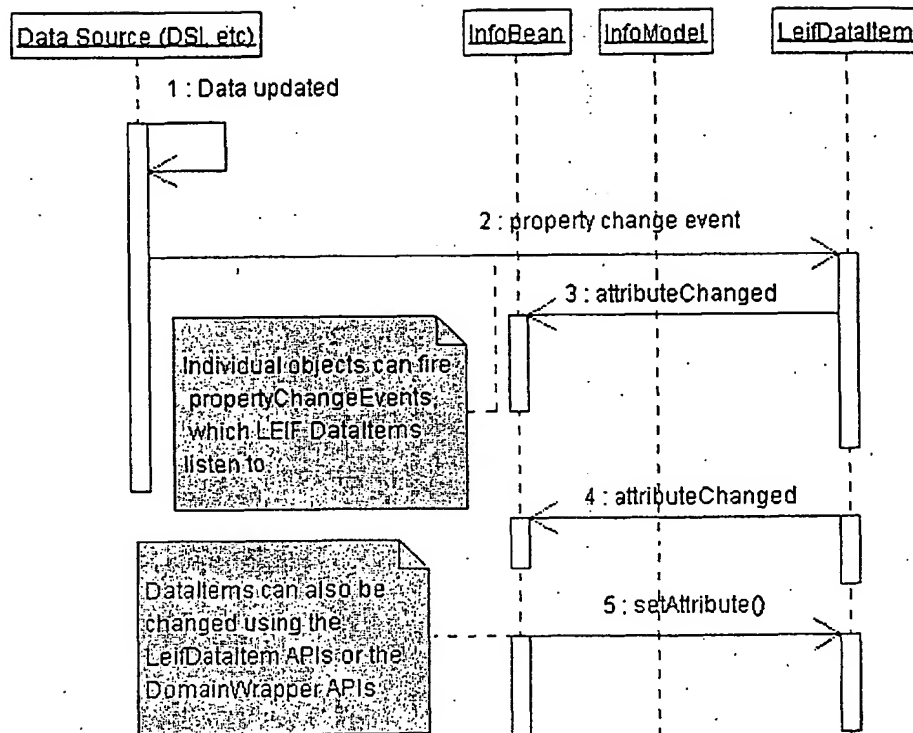 Data Source (DSI, etc)
InfoBean
InfoModel
LeifDataItem
1 : Data updated
2 : property change event
3 : attributeChanged
Individual objects can fire
propertyChangeEvents,
which LEIF DataItems
listen to
4 : attributeChanged
DataItems can also be
changed using the
LeifDataItem APIs or the
DomainWrapper APIs
5 : setAttribute()